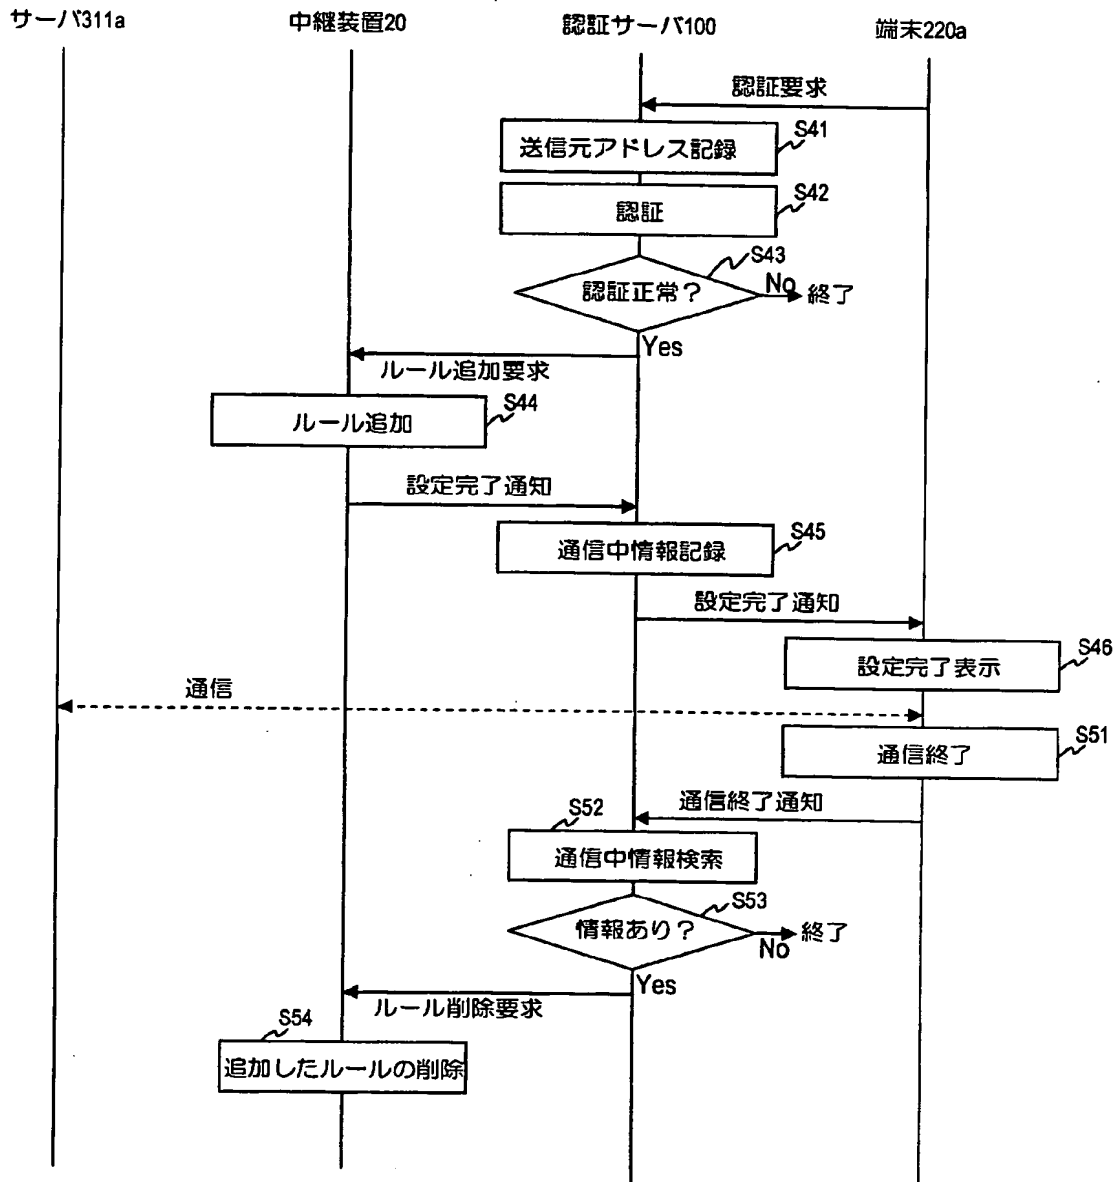 サーバ311a
中継装置20
認証サーバ100
端末220a
認証要求
S41
送信元アドレス記録
S42
認証
S43
認証正常?
No
終了
Yes
ルール追加要求
S44
ルール追加
設定完了通知
S45
通信中情報記録
設定完了通知
S46
設定完了表示
通信
S51
通信終了
通信終了通知
S52
通信中情報検索
S53
情報あり?
No
終了
Yes
ルール削除要求
S54
追加したルールの削除